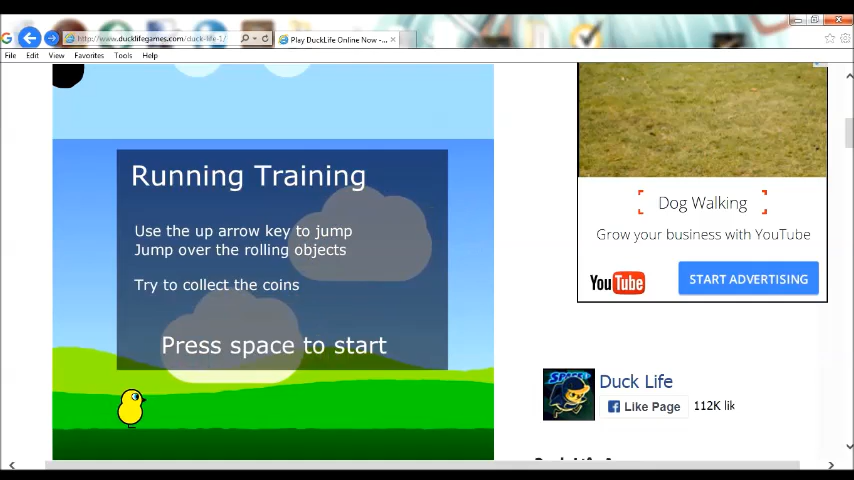 http://www.ducklifegames.com/duck-life-1/
Play DuckLife Online Now -...
File Edit View Favorites Tools Help
Running Training
Use the up arrow key to jump
Jump over the rolling objects
Try to collect the coins
Press space to start
Dog Walking
Grow your business with YouTube
YouTube
START ADVERTISING
Duck Life
Like Page
112K lik